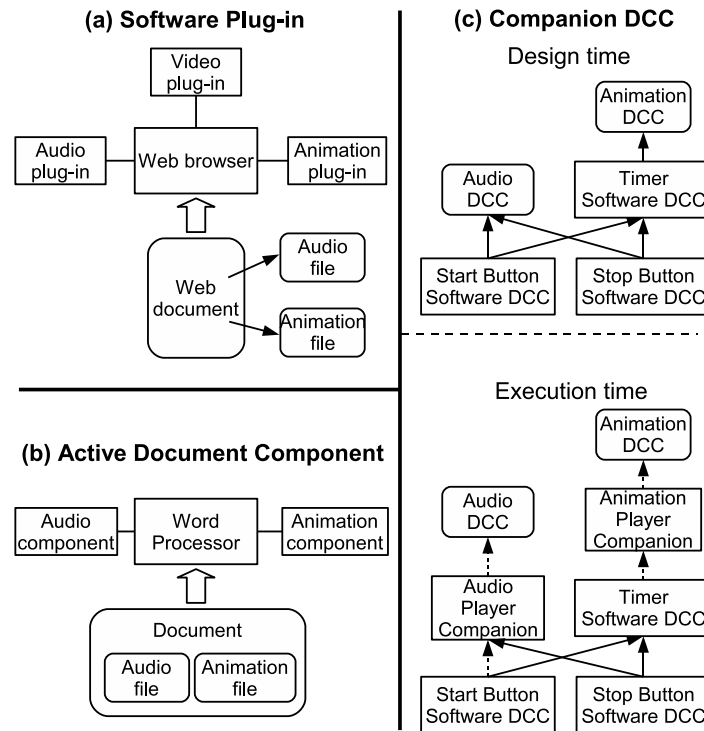 (a) Software Plug-in
Video
plug-in
Audio
plug-in
Web browser
Animation
plug-in
Web
document
Audio
file
Animation
file
(b) Active Document Component
Audio
component
Word
Processor
Animation
component
Document
Audio
file
Animation
file
(c) Companion DCC
Design time
Animation
DCC
Audio
DCC
Timer
Software DCC
Start Button
Software DCC
Stop Button
Software DCC
Execution time
Animation
DCC
Audio
DCC
Animation
Player
Companion
Audio
Player
Companion
Timer
Software DCC
Start Button
Software DCC
Stop Button
Software DCC